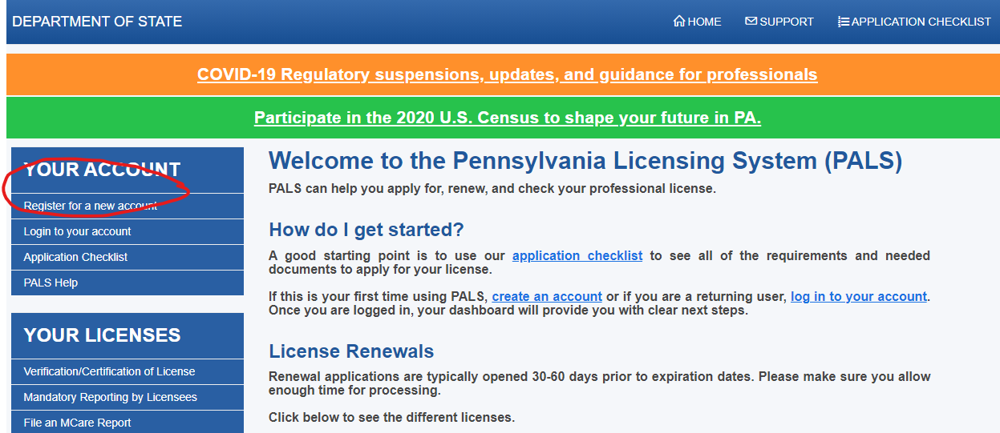 DEPARTMENT OF STATE
HOME
SUPPORT
APPLICATION CHECKLIST
COVID-19 Regulatory suspensions, updates, and guidance for professionals
Participate in the 2020 U.S. Census to shape your future in PA.
YOUR ACCOUNT
Register for a new account
Login to your account
Application Checklist
PALS Help
YOUR LICENSES
Verification/Certification of License
Mandatory Reporting by Licensees
File an MCare Report
Welcome to the Pennsylvania Licensing System (PALS)
PALS can help you apply for, renew, and check your professional license.
How do I get started?
A good starting point is to use our application checklist to see all of the requirements and needed
documents to apply for your license.
If this is your first time using PALS, create an account or if you are a returning user, log in to your account.
Once you are logged in, your dashboard will provide you with clear next steps.
License Renewals
Renewal applications are typically opened 30-60 days prior to expiration dates. Please make sure you allow
enough time for processing.
Click below to see the different licenses.